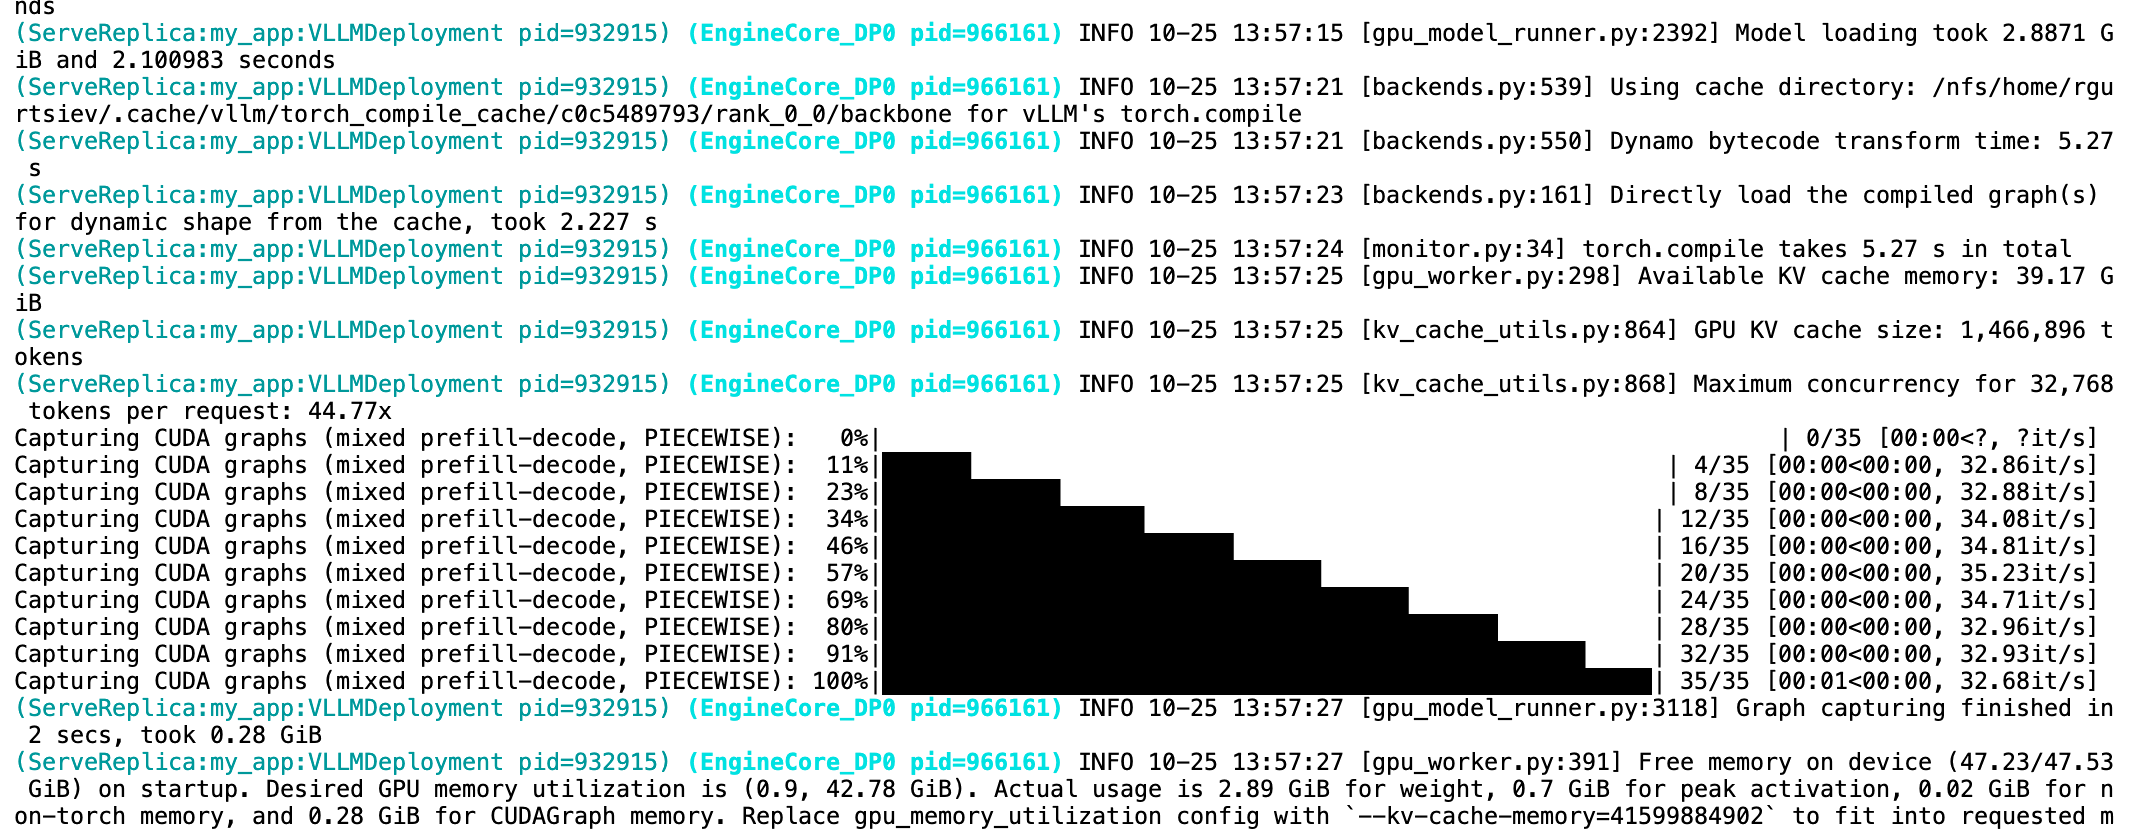 nds
(ServeReplica:my_app:VLLMDeployment pid=932915) (EngineCore_DP0 pid=966161) INFO 10-25 13:57:15 [gpu_model_runner.py:2392] Model loading took 2.8871 G
iB and 2.100983 seconds
(ServeReplica:my_app:VLLMDeployment pid=932915) (EngineCore_DP0 pid=966161) INFO 10-25 13:57:21 [backends.py:539] Using cache directory: /nfs/home/rgu
rtsiev/.cache/vllm/torch_compile_cache/c0c5489793/rank_0_0/backbone for vLLM's torch.compile
(ServeReplica:my_app:VLLMDeployment pid=932915) (EngineCore_DP0 pid=966161) INFO 10-25 13:57:21 [backends.py:550] Dynamo bytecode transform time: 5.27
 s
(ServeReplica:my_app:VLLMDeployment pid=932915) (EngineCore_DP0 pid=966161) INFO 10-25 13:57:23 [backends.py:161] Directly load the compiled graph(s)
for dynamic shape from the cache, took 2.227 s
(ServeReplica:my_app:VLLMDeployment pid=932915) (EngineCore_DP0 pid=966161) INFO 10-25 13:57:24 [monitor.py:34] torch.compile takes 5.27 s in total
(ServeReplica:my_app:VLLMDeployment pid=932915) (EngineCore_DP0 pid=966161) INFO 10-25 13:57:25 [gpu_worker.py:298] Available KV cache memory: 39.17 G
iB
(ServeReplica:my_app:VLLMDeployment pid=932915) (EngineCore_DP0 pid=966161) INFO 10-25 13:57:25 [kv_cache_utils.py:864] GPU KV cache size: 1,466,896 t
okens
(ServeReplica:my_app:VLLMDeployment pid=932915) (EngineCore_DP0 pid=966161) INFO 10-25 13:57:25 [kv_cache_utils.py:868] Maximum concurrency for 32,768
 tokens per request: 44.77x
Capturing CUDA graphs (mixed prefill-decode, PIECEWISE):   0%| | 0/35 [00:00<?, ?it/s]
Capturing CUDA graphs (mixed prefill-decode, PIECEWISE):  11%| | 4/35 [00:00<00:00, 32.86it/s]
Capturing CUDA graphs (mixed prefill-decode, PIECEWISE):  23%| | 8/35 [00:00<00:00, 32.88it/s]
Capturing CUDA graphs (mixed prefill-decode, PIECEWISE):  34%| | 12/35 [00:00<00:00, 34.08it/s]
Capturing CUDA graphs (mixed prefill-decode, PIECEWISE):  46%| | 16/35 [00:00<00:00, 34.81it/s]
Capturing CUDA graphs (mixed prefill-decode, PIECEWISE):  57%| | 20/35 [00:00<00:00, 35.23it/s]
Capturing CUDA graphs (mixed prefill-decode, PIECEWISE):  69%| | 24/35 [00:00<00:00, 34.71it/s]
Capturing CUDA graphs (mixed prefill-decode, PIECEWISE):  80%| | 28/35 [00:00<00:00, 32.96it/s]
Capturing CUDA graphs (mixed prefill-decode, PIECEWISE):  91%| | 32/35 [00:00<00:00, 32.93it/s]
Capturing CUDA graphs (mixed prefill-decode, PIECEWISE): 100%| | 35/35 [00:01<00:00, 32.68it/s]
(ServeReplica:my_app:VLLMDeployment pid=932915) (EngineCore_DP0 pid=966161) INFO 10-25 13:57:27 [gpu_model_runner.py:3118] Graph capturing finished in
 2 secs, took 0.28 GiB
(ServeReplica:my_app:VLLMDeployment pid=932915) (EngineCore_DP0 pid=966161) INFO 10-25 13:57:27 [gpu_worker.py:391] Free memory on device (47.23/47.53
 GiB) on startup. Desired GPU memory utilization is (0.9, 42.78 GiB). Actual usage is 2.89 GiB for weight, 0.7 GiB for peak activation, 0.02 GiB for n
on-torch memory, and 0.28 GiB for CUDAGraph memory. Replace gpu_memory_utilization config with `--kv-cache-memory=41599884902` to fit into requested m